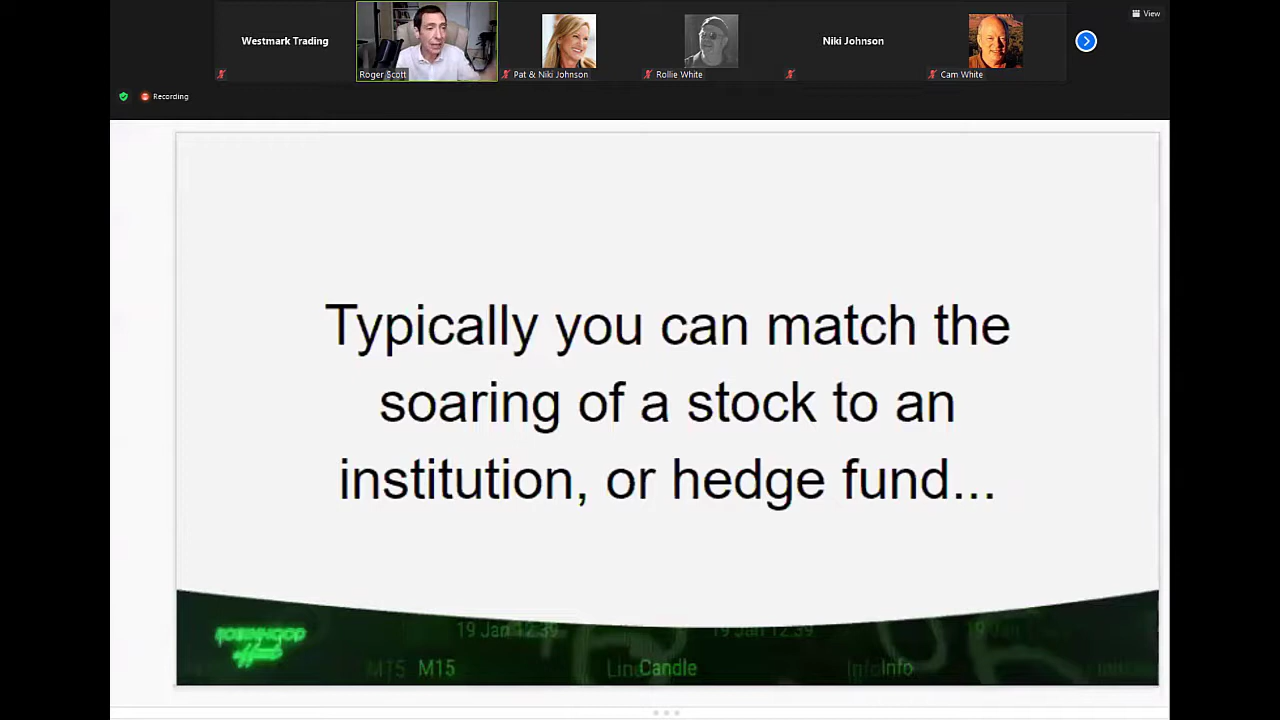 View
Westmark Trading
Niki Johnson
Roger Scott
Pat & Niki Johnson
Rollie White
Cam White
Recording
Typically you can match the
soaring of a stock to an
institution, or hedge fund...
ROBINHOOD
effect
19 Jan 12:39
19 Jan 12:39
M15
M15
Candle
Info
Info